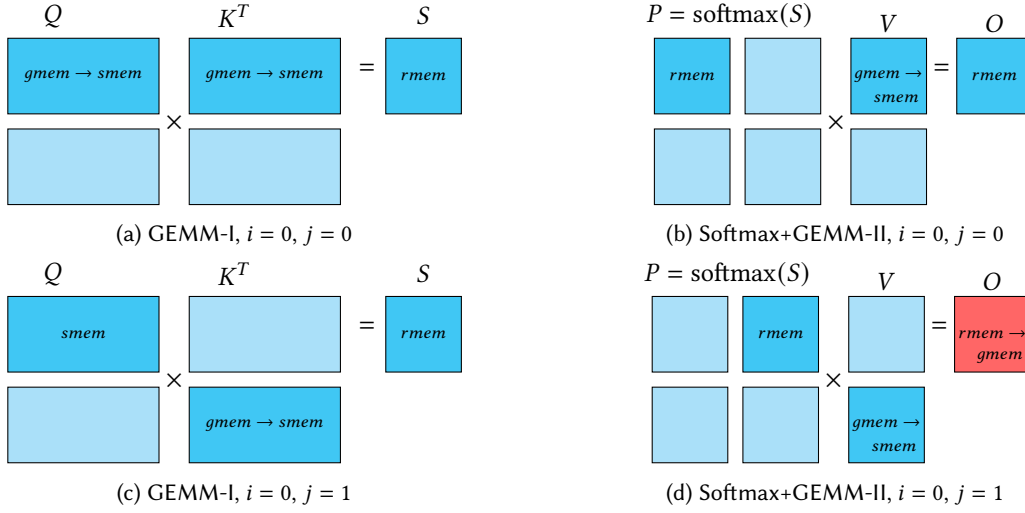 Q K^T S
gmem → smem gmem → smem = rmem
×
(a) GEMM-I, i = 0, j = 0
P = softmax(S) V O
rmem gmem → smem = rmem
×
(b) Softmax+GEMM-II, i = 0, j = 0
Q K^T S
smem = rmem
×
gmem → smem
(c) GEMM-I, i = 0, j = 1
P = softmax(S) V O
rmem = rmem → gmem
×
gmem → smem
(d) Softmax+GEMM-II, i = 0, j = 1